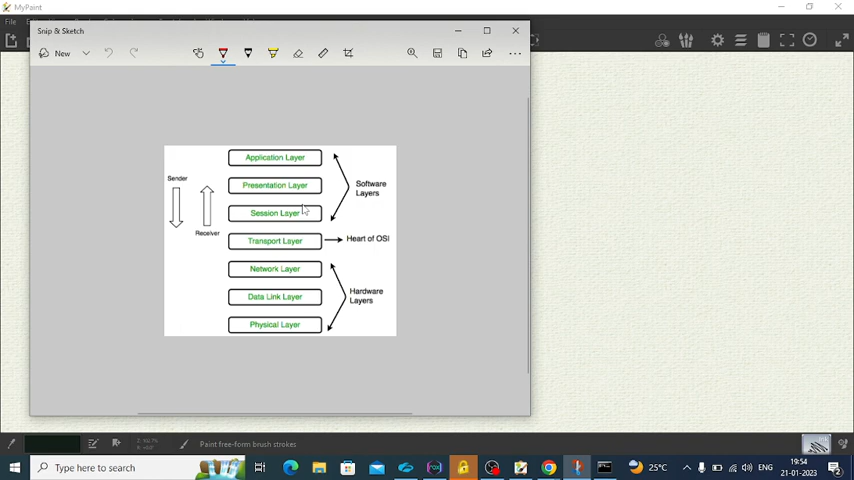 MyPaint
File
Snip & Sketch
New
Application Layer
Presentation Layer
Session Layer
Transport Layer
Network Layer
Data Link Layer
Physical Layer
Sender
Receiver
Software
Layers
Heart of OSI
Hardware
Layers
Paint free-form brush strokes
Type here to search
25°C
ENG
19:54
21-01-2023